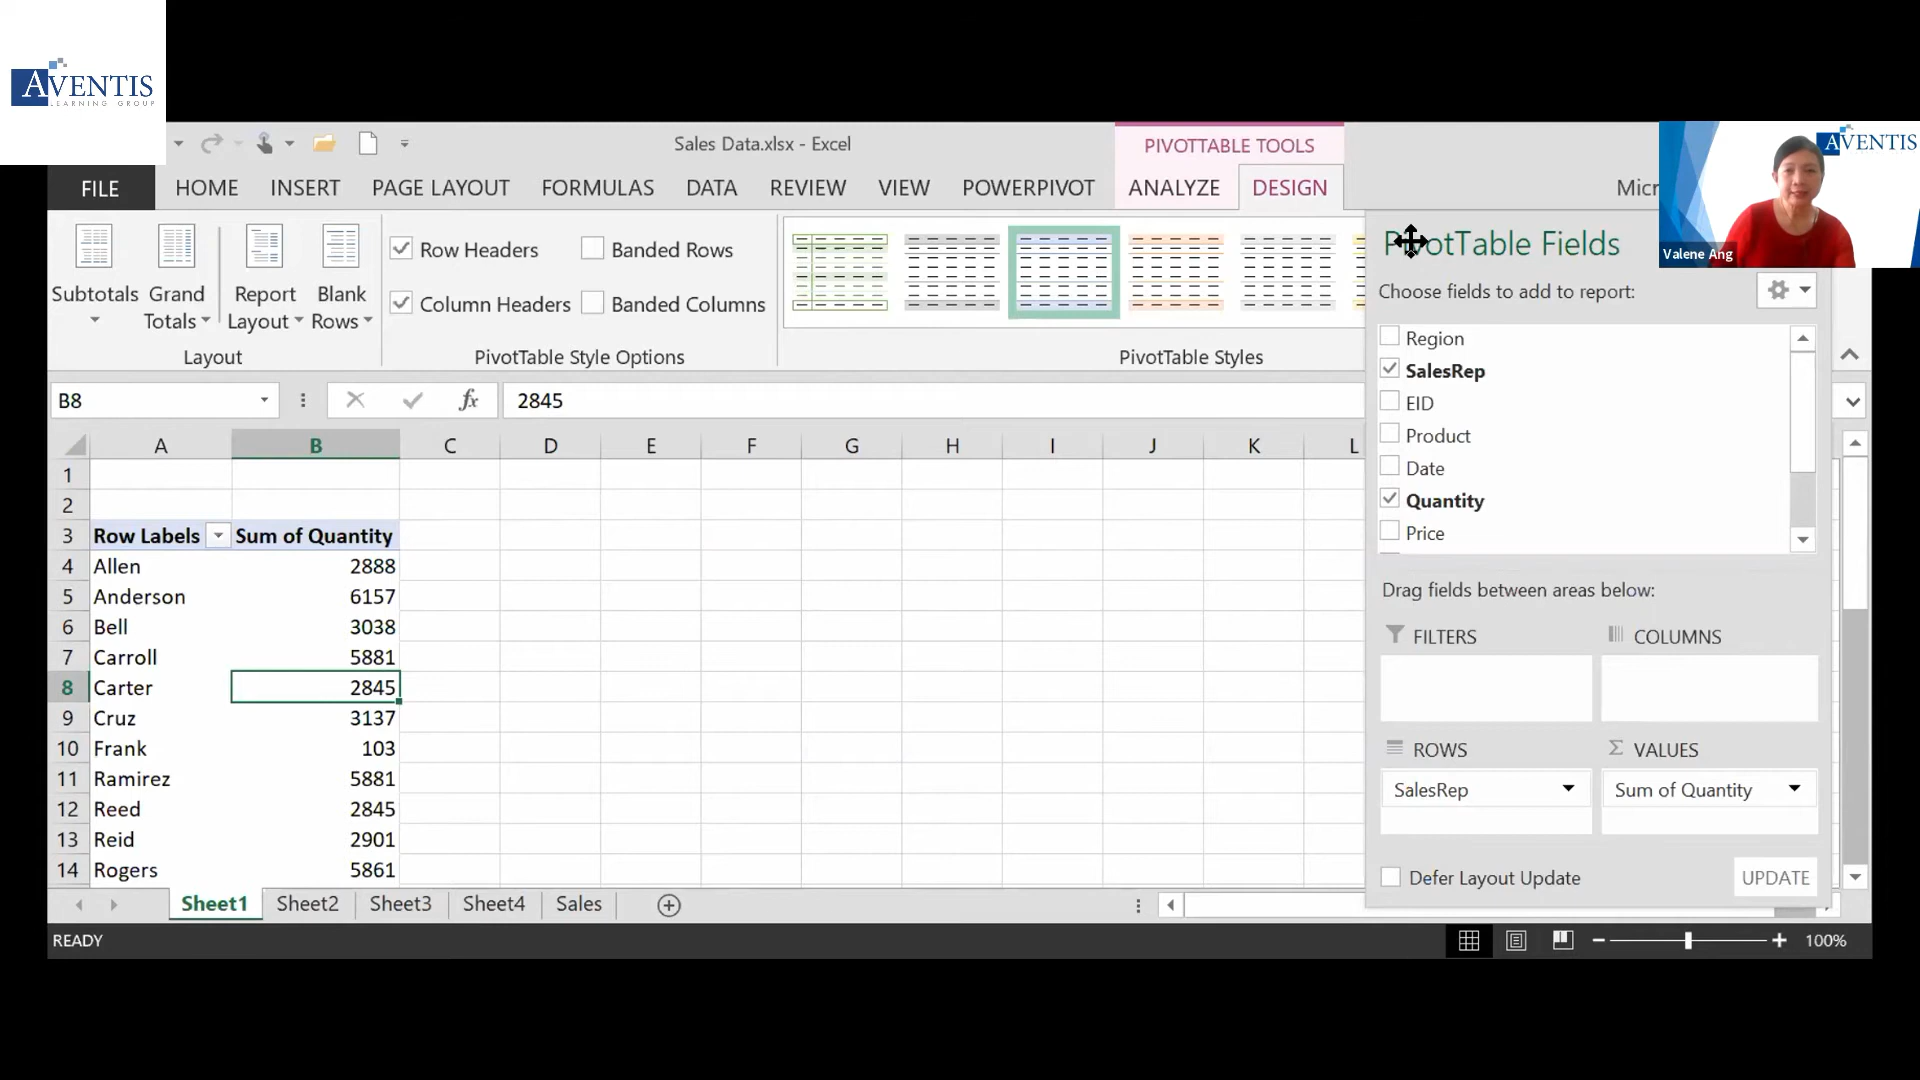 AVENTIS
LEARNING GROUP
Sales Data.xlsx - Excel
PIVOTTABLE TOOLS
FILE HOME INSERT PAGE LAYOUT FORMULAS DATA REVIEW VIEW POWERPIVOT ANALYZE DESIGN Micr
AVENTIS
Valene Ang
Subtotals
Grand Totals
Report Layout
Blank Rows
Layout
Row Headers
Banded Rows
Column Headers
Banded Columns
PivotTable Style Options
PivotTable Styles
B8
fx
2845
A B C D E F G H I J K L
1
2
3 Row Labels Sum of Quantity
4 Allen 2888
5 Anderson 6157
6 Bell 3038
7 Carroll 5881
8 Carter 2845
9 Cruz 3137
10 Frank 103
11 Ramirez 5881
12 Reed 2845
13 Reid 2901
14 Rogers 5861
Sheet1 Sheet2 Sheet3 Sheet4 Sales
READY
100%
PivotTable Fields
Choose fields to add to report:
Region
SalesRep
EID
Product
Date
Quantity
Price
Drag fields between areas below:
FILTERS
COLUMNS
ROWS
Σ VALUES
SalesRep
Sum of Quantity
Defer Layout Update
UPDATE